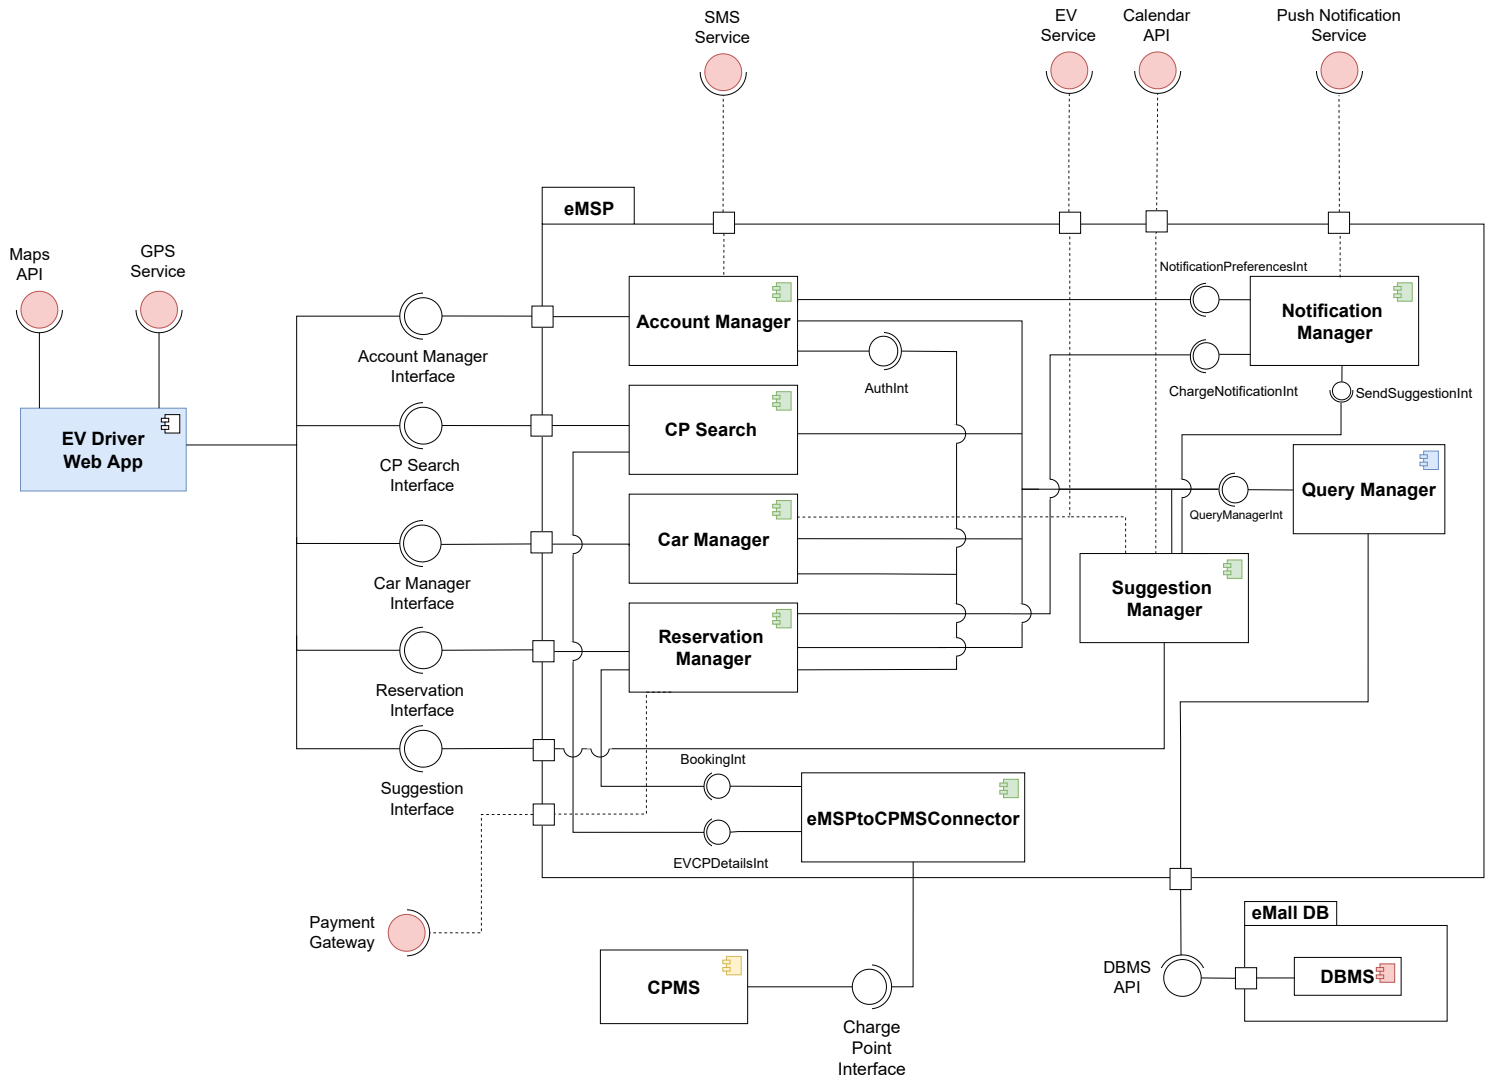 SMS
Service
EV
Service
Calendar
API
Push Notification
Service
eMSP
Maps
API
GPS
Service
NotificationPreferencesInt
Account Manager
Notification
Manager
Account Manager
Interface
AuthInt
ChargeNotificationInt
SendSuggestionInt
EV Driver
Web App
CP Search
CP Search
Interface
Query Manager
QueryManagerInt
Car Manager
Car Manager
Interface
Suggestion
Manager
Reservation
Manager
Reservation
Interface
BookingInt
Suggestion
Interface
eMSPtoCPMSConnector
EVCPDetailsInt
Payment
Gateway
eMall DB
DBMS
API
DBMS
CPMS
Charge
Point
Interface